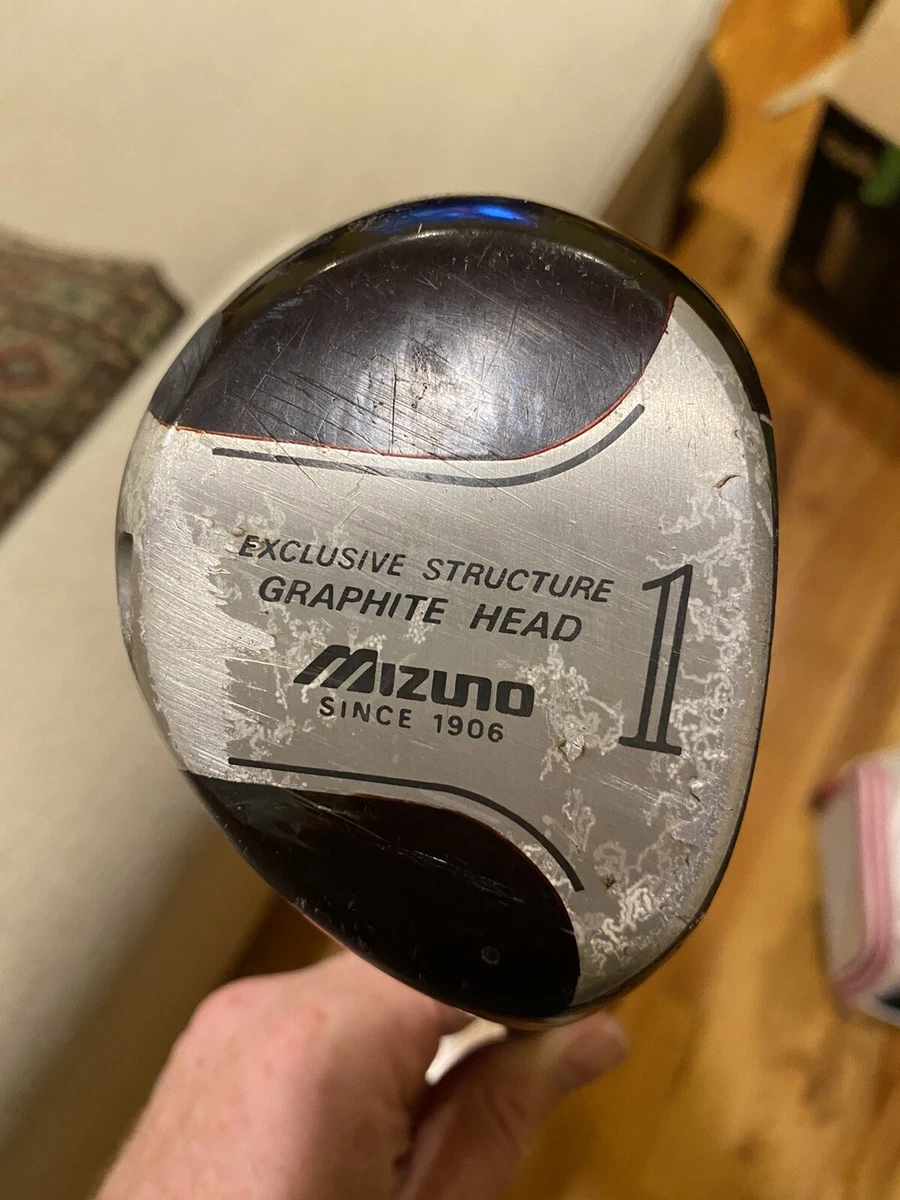 EXCLUSIVE STRUCTURE
GRAPHITE HEAD
1
MIZUNO
SINCE 1906